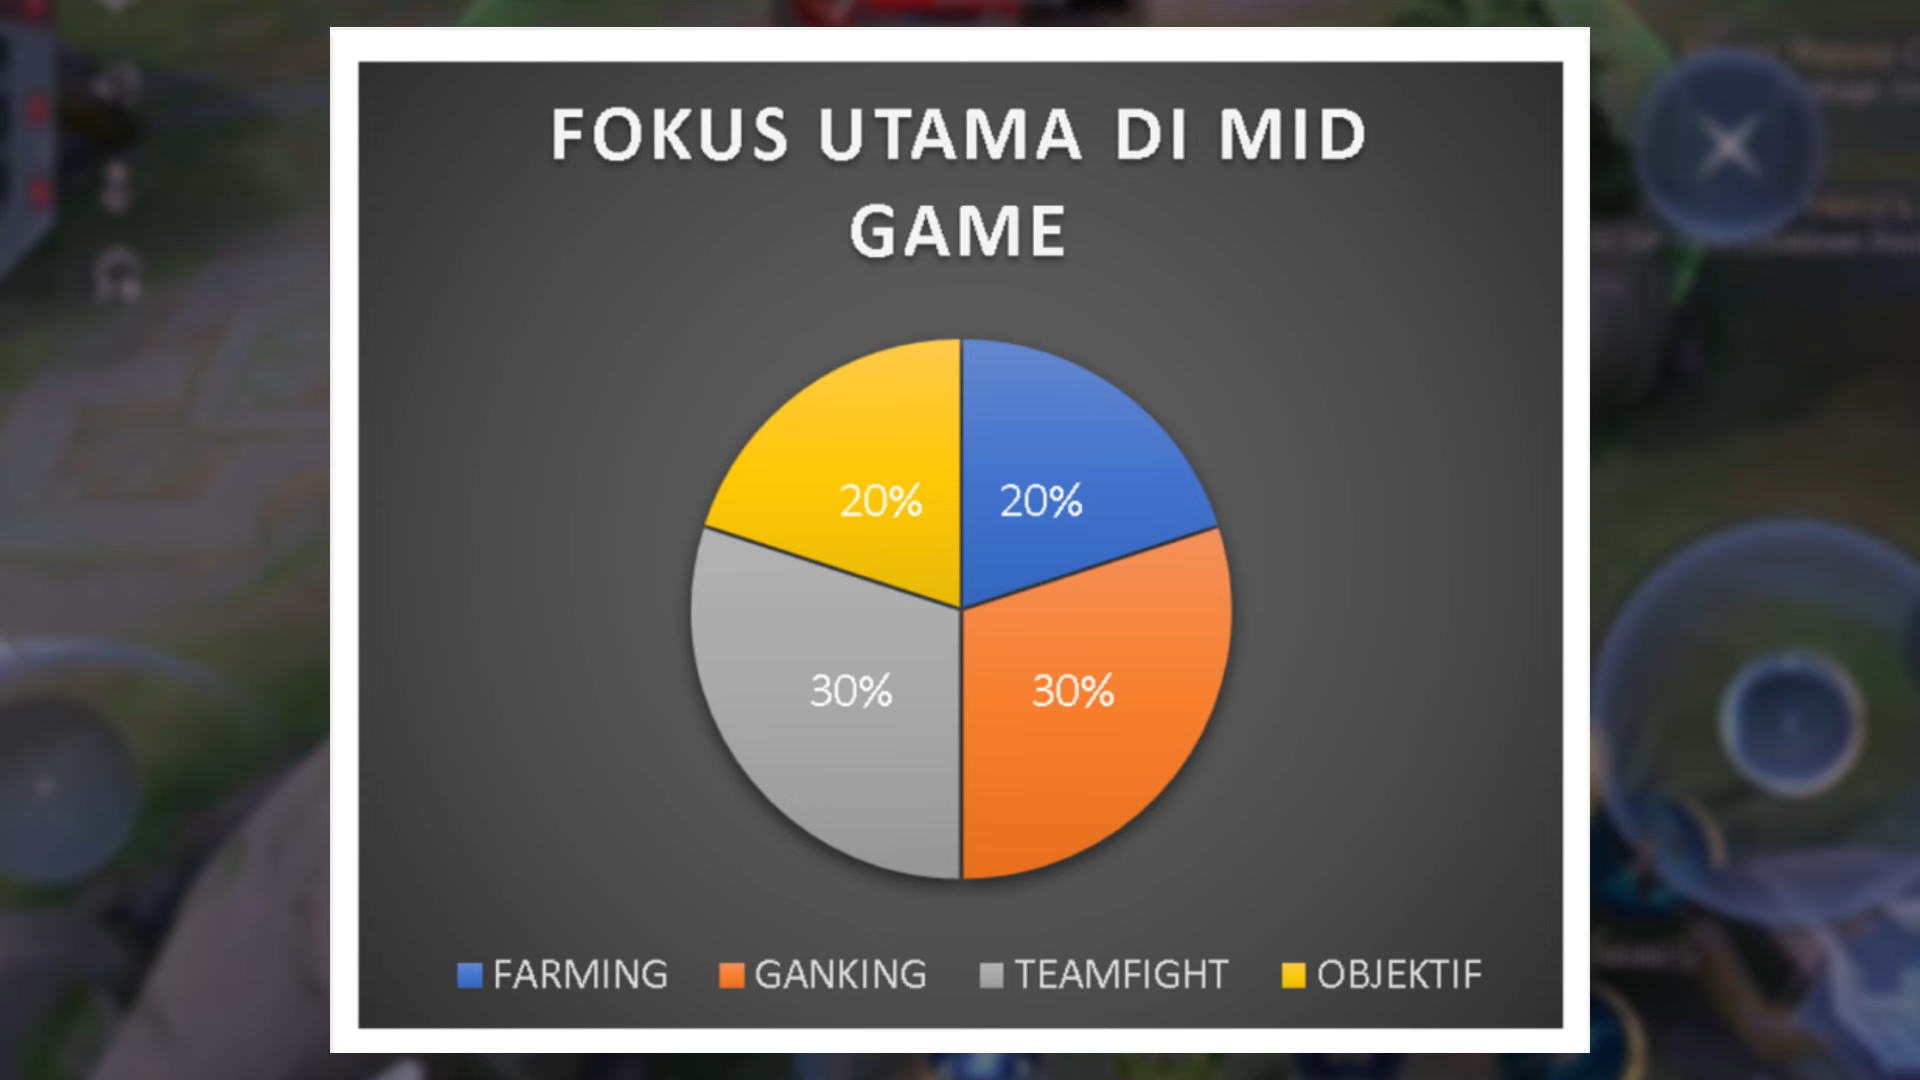 FOKUS UTAMA DI MID
GAME
20%
20%
30%
30%
FARMING
GANKING
TEAMFIGHT
OBJEKTIF